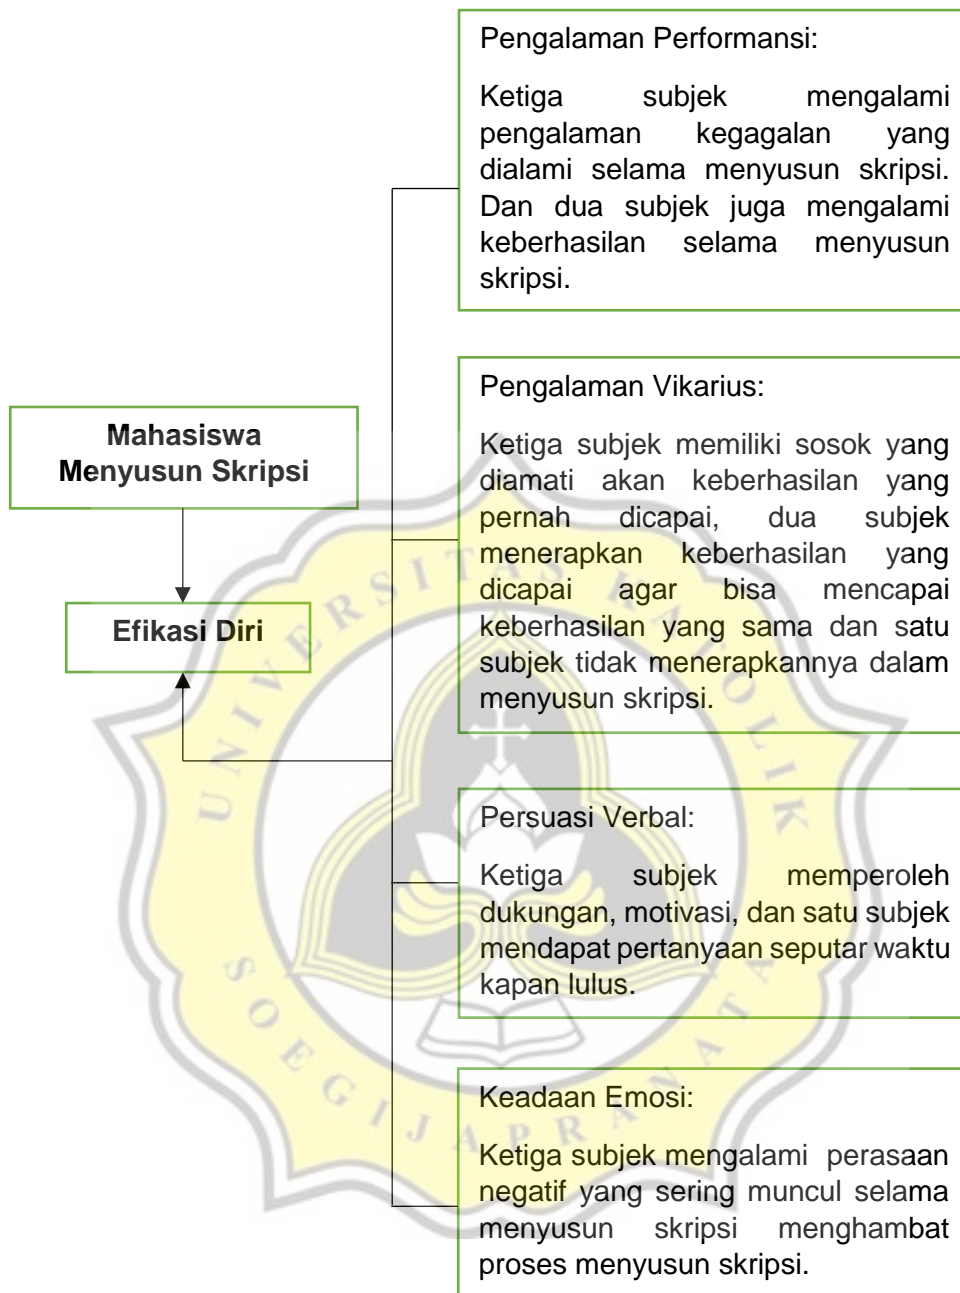 Pengalaman Performansi:
Ketiga subjek mengalami
pengalaman kegagalan yang
dialami selama menyusun skripsi.
Dan dua subjek juga mengalami
keberhasilan selama menyusun
skripsi.
Pengalaman Vikarius:
Ketiga subjek memiliki sosok yang
diamati akan keberhasilan yang
pernah dicapai, dua subjek
menerapkan keberhasilan yang
dicapai agar bisa mencapai
keberhasilan yang sama dan satu
subjek tidak menerapkannya dalam
menyusun skripsi.
Mahasiswa
Menyusun Skripsi
Efikasi Diri
Persuasi Verbal:
Ketiga subjek memperoleh
dukungan, motivasi, dan satu subjek
mendapat pertanyaan seputar waktu
kapan lulus.
Keadaan Emosi:
Ketiga subjek mengalami perasaan
negatif yang sering muncul selama
menyusun skripsi menghambat
proses menyusun skripsi.
UNIVERSITAS KATOLIK
SOEGIJAPRANATA